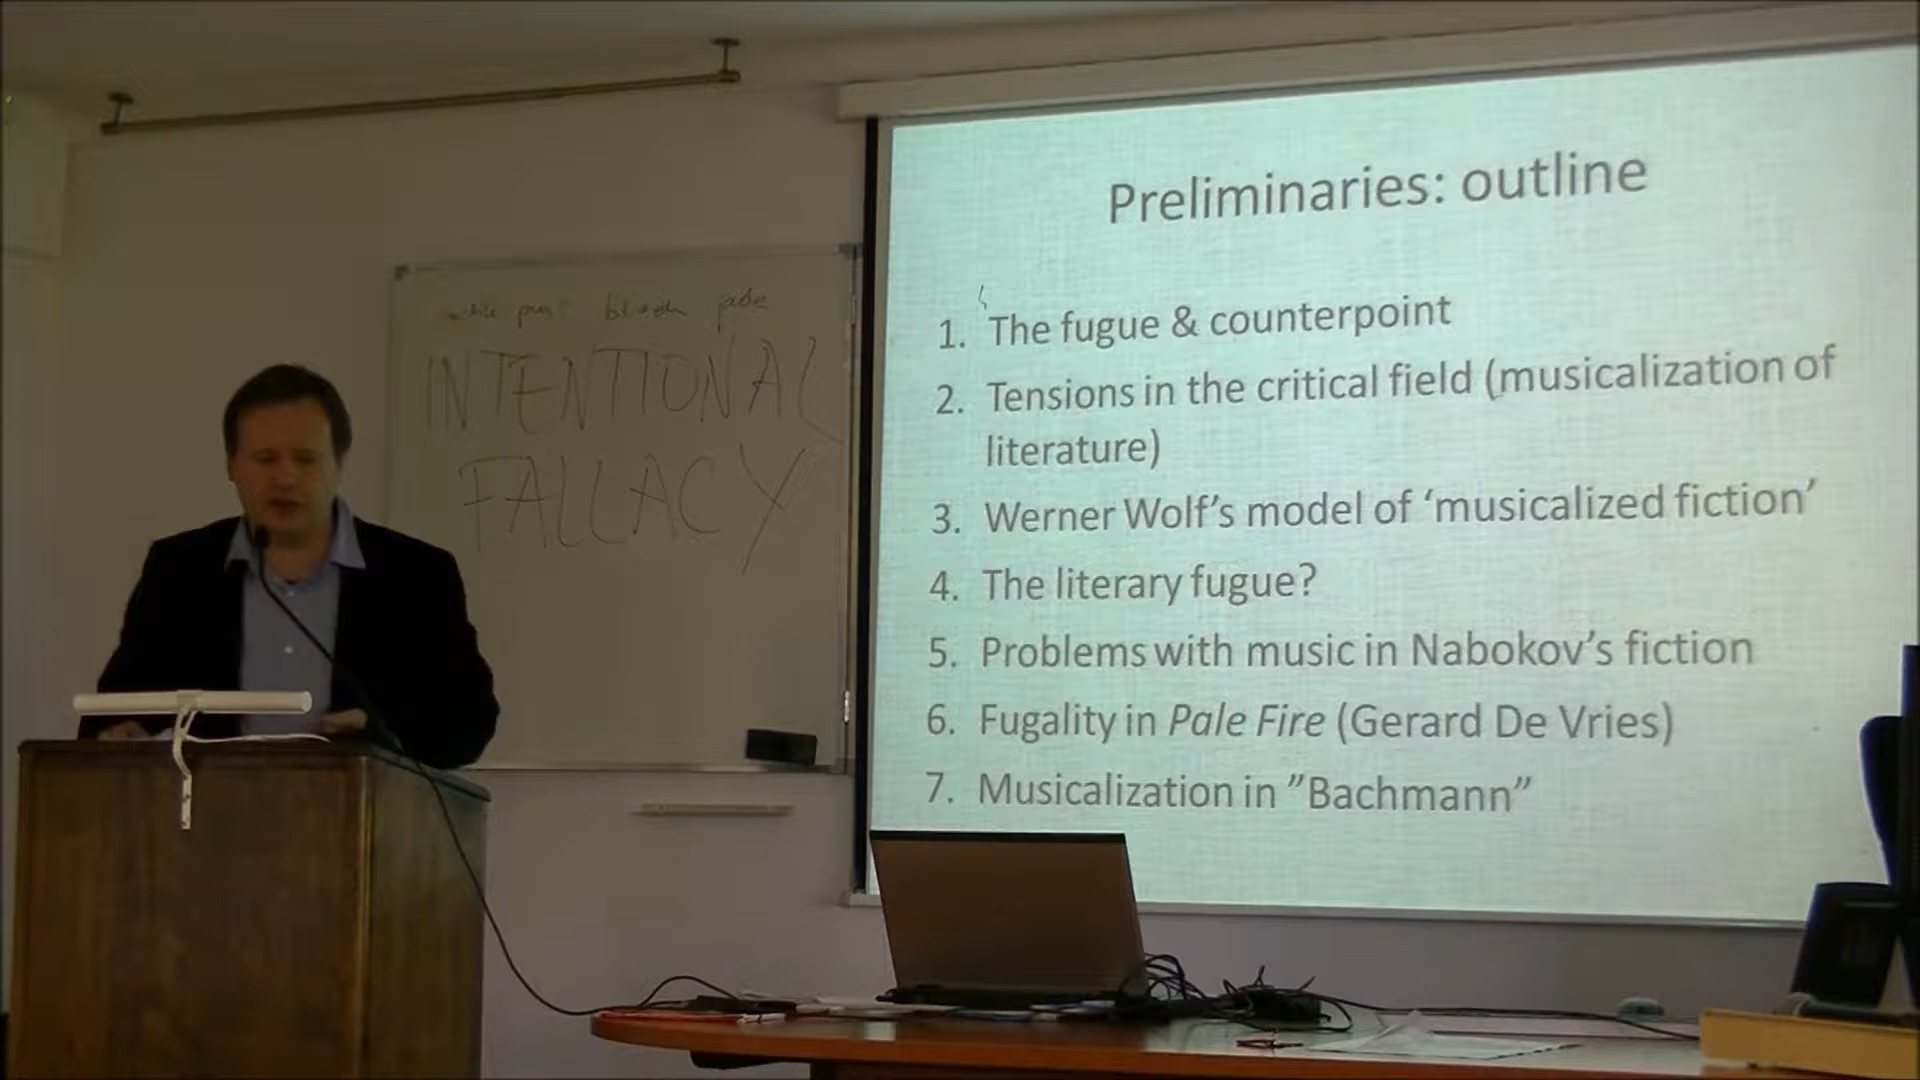 INTENTIONAL
FALLACY
Preliminaries: outline
1. The fugue & counterpoint
2. Tensions in the critical field (musicalization of
literature)
3. Werner Wolf's model of ‘musicalized fiction’
4. The literary fugue?
5. Problems with music in Nabokov's fiction
6. Fugality in Pale Fire (Gerard De Vries)
7. Musicalization in ”Bachmann”